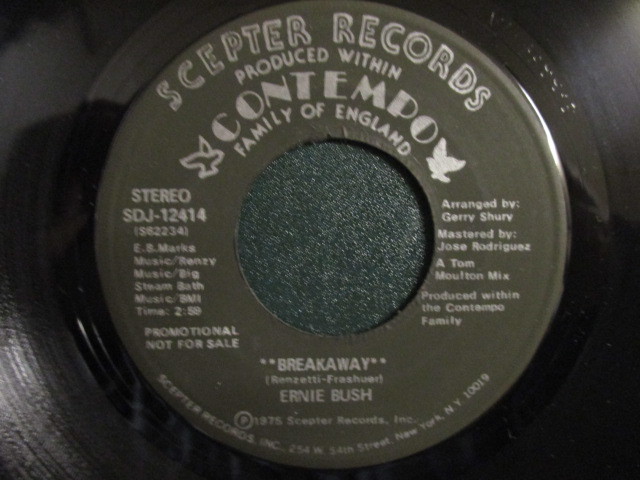 SCEPTER RECORDS
PRODUCED WITHIN
CONTEMPO
FAMILY OF ENGLAND
STEREO
SDJ-12414
(S62234)
E.B.Marks
Music/Renzy
Music/Big
Steam Bath
Music/BMI
Time: 2:59
PROMOTIONAL
NOT FOR SALE
Arranged by:
Gerry Shury
Mastered by:
Jose Rodriguez
A Tom
Moulton Mix
Produced within
the Contempo
Family
**BREAKAWAY**
(Renzetti-Frashuer)
ERNIE BUSH
Ⓟ1975 Scepter Records, Inc.
SCEPTER RECORDS, INC. 254 W. 54th Street, New York, N.Y. 10019